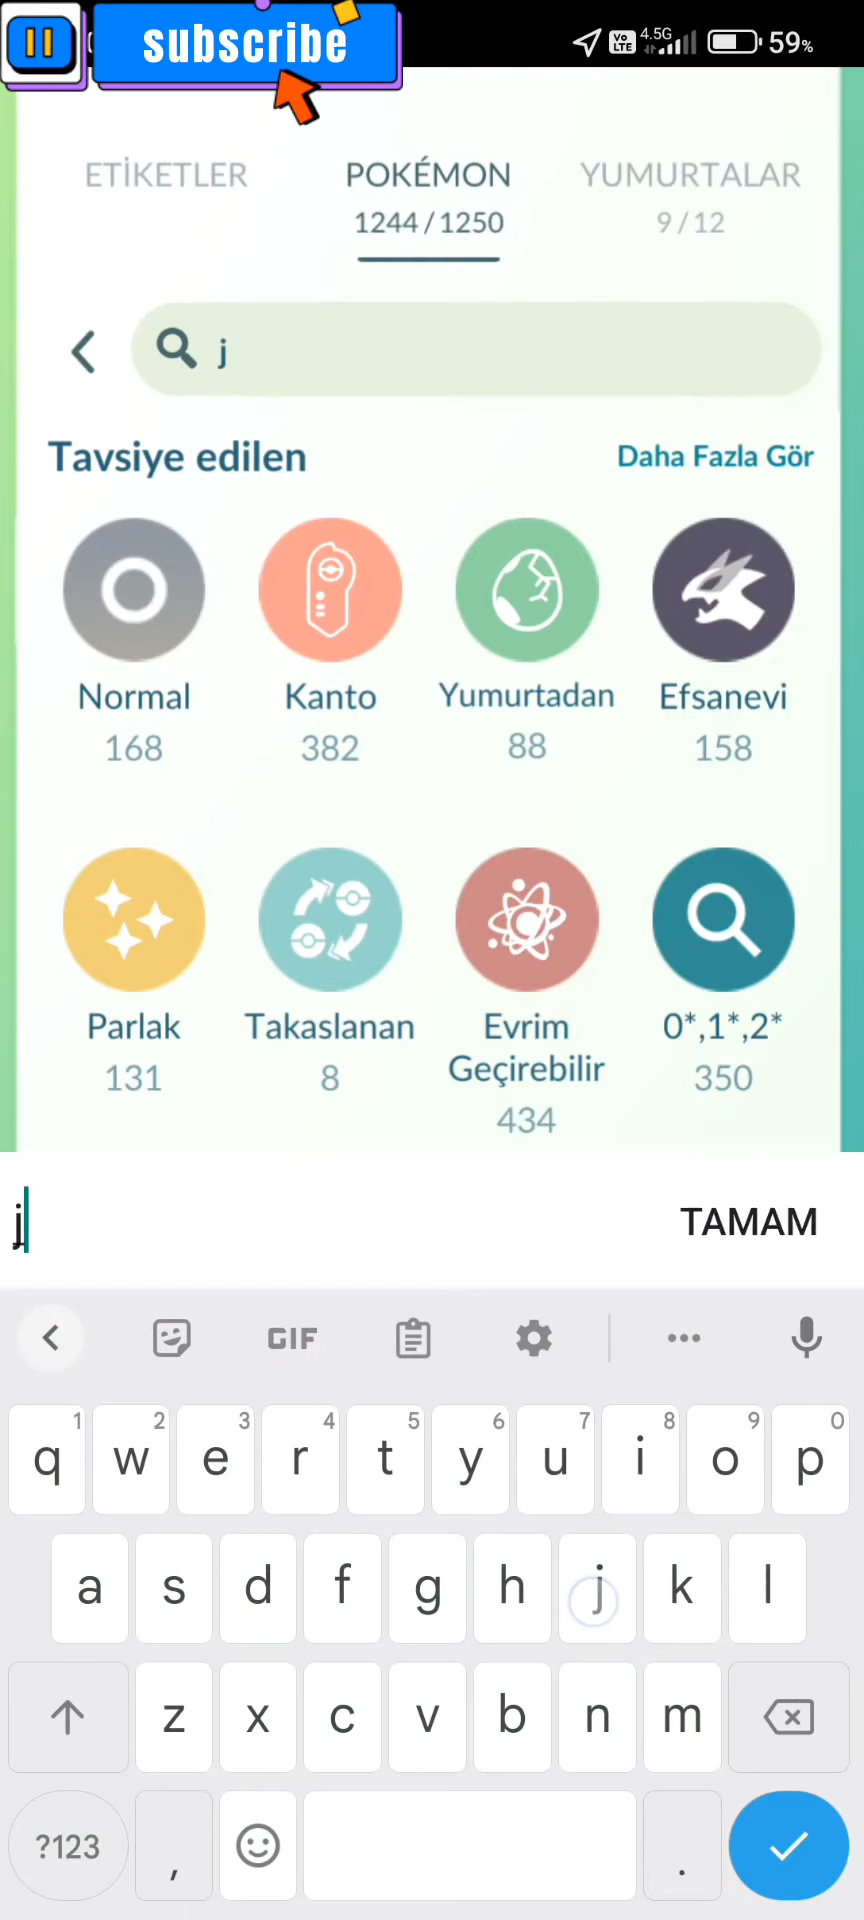 subscribe
Vo LTE 4.5G 59%
ETİKETLER POKÉMON YUMURTALAR
1244 / 1250 9 / 12
j
Tavsiye edilen Daha Fazla Gör
Normal Kanto Yumurtadan Efsanevi
168 382 88 158
Parlak Takaslanan Evrim Geçirebilir 0*,1*,2*
131 8 434 350
j TAMAM
GIF
1 2 3 4 5 6 7 8 9 0
q w e r t y u i o p
a s d f g h j k l
z x c v b n m
?123 , .